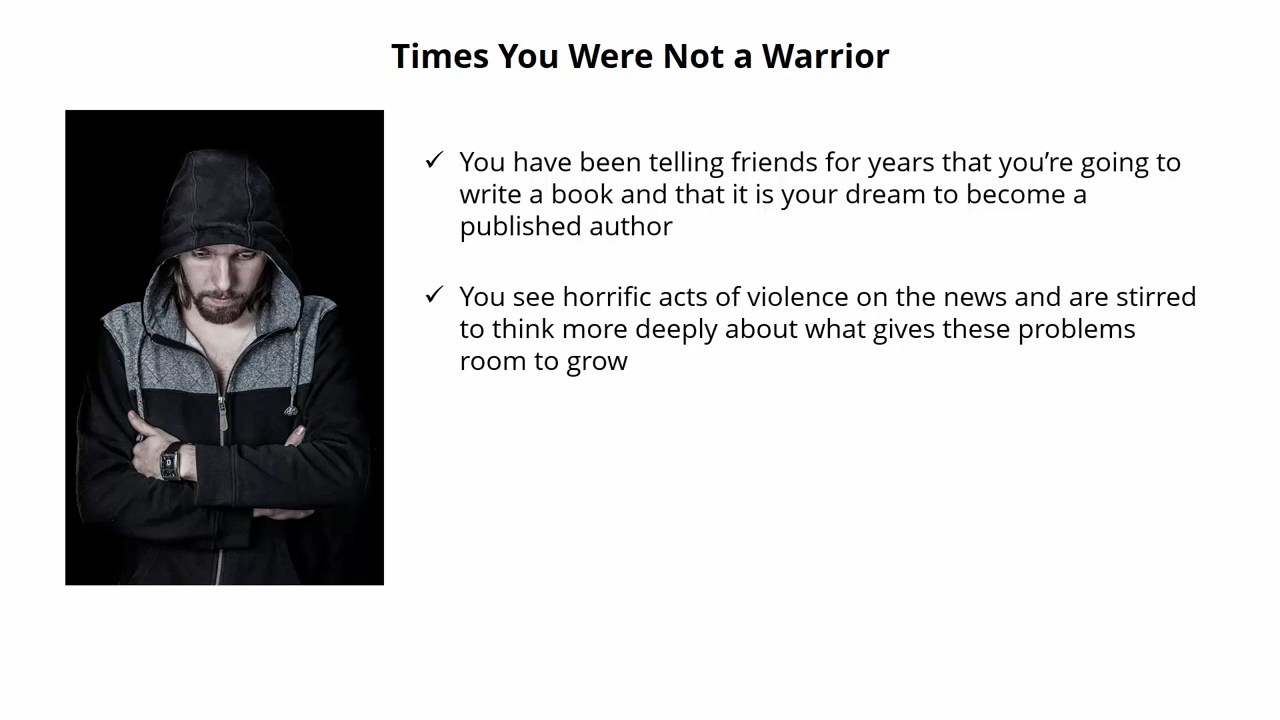 Times You Were Not a Warrior
✓ You have been telling friends for years that you’re going to
write a book and that it is your dream to become a
published author
✓ You see horrific acts of violence on the news and are stirred
to think more deeply about what gives these problems
room to grow